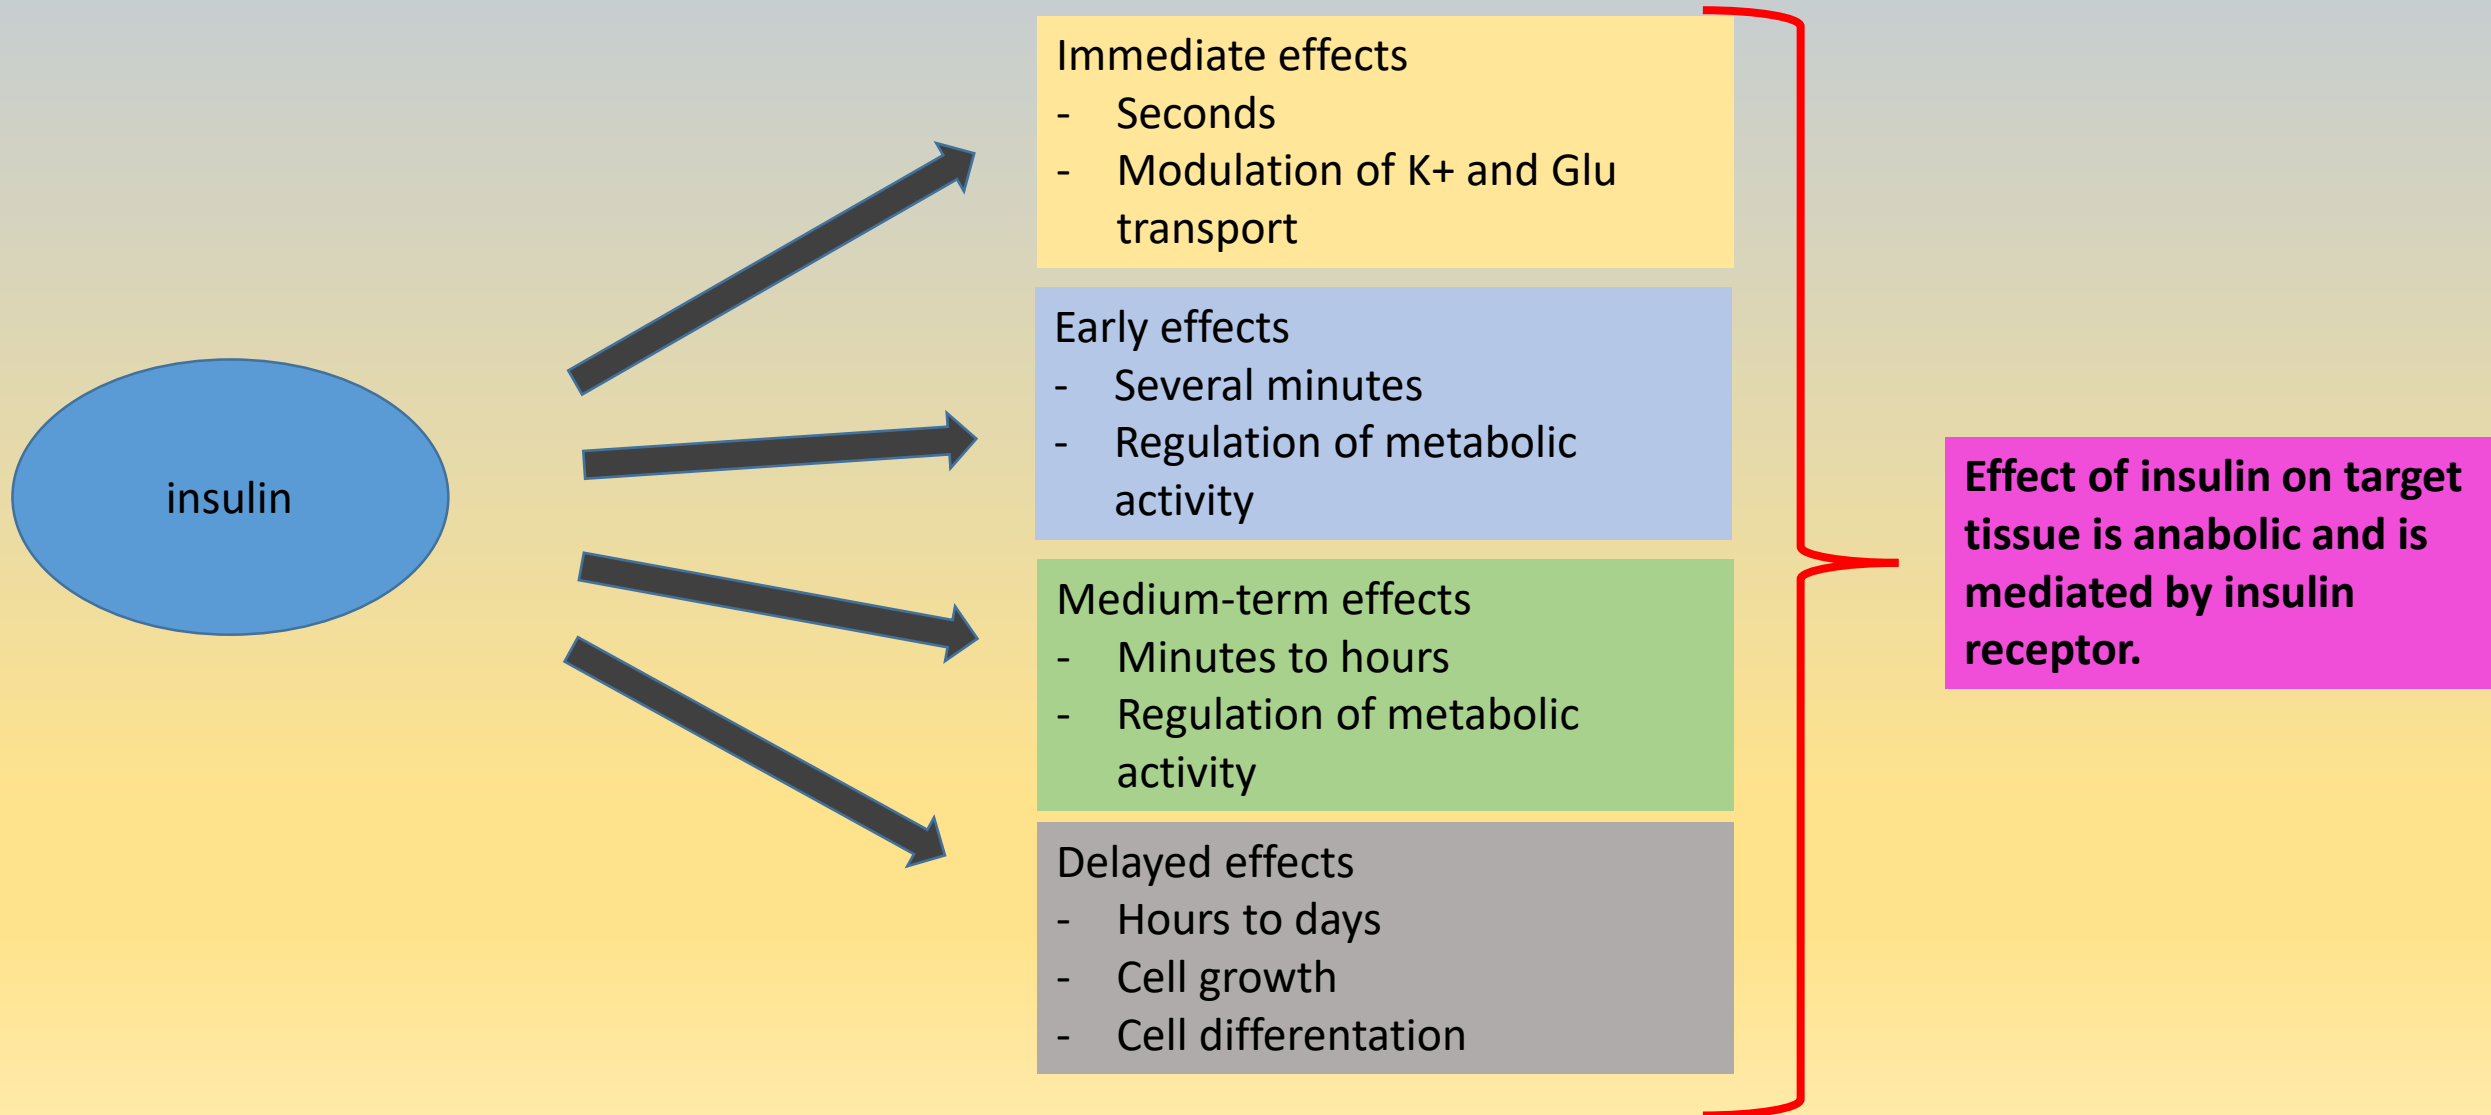 insulin
Immediate effects
- Seconds
- Modulation of K+ and Glu
transport
Early effects
- Several minutes
- Regulation of metabolic
activity
Medium-term effects
- Minutes to hours
- Regulation of metabolic
activity
Delayed effects
- Hours to days
- Cell growth
- Cell differentation
Effect of insulin on target
tissue is anabolic and is
mediated by insulin
receptor.